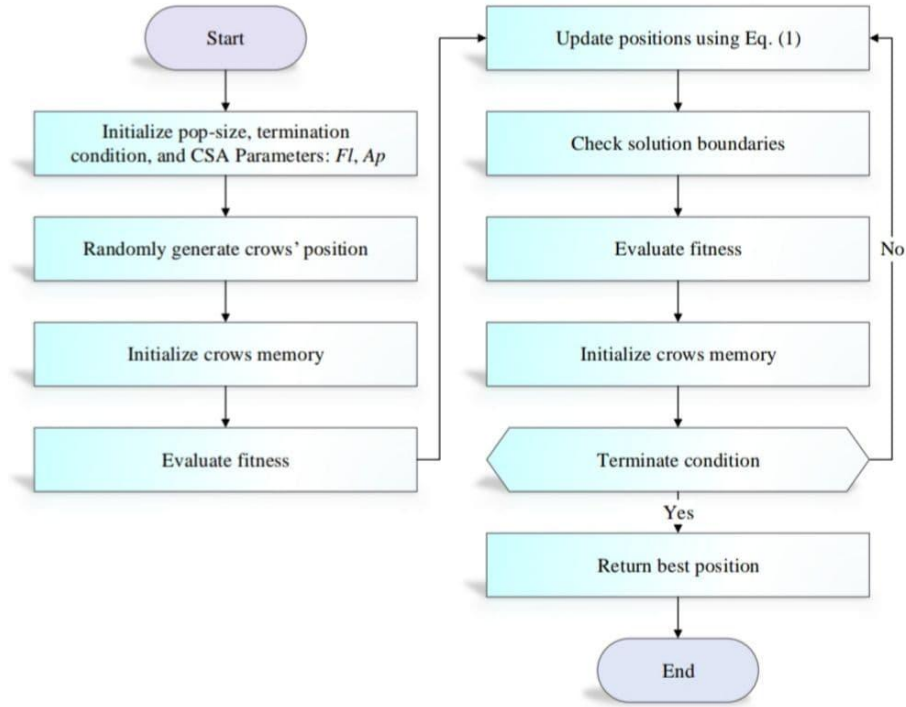 Start
Initialize pop-size, termination
condition, and CSA Parameters: Fl, Ap
Randomly generate crows' position
Initialize crows memory
Evaluate fitness
Update positions using Eq. (1)
Check solution boundaries
Evaluate fitness
No
Initialize crows memory
Terminate condition
Yes
Return best position
End